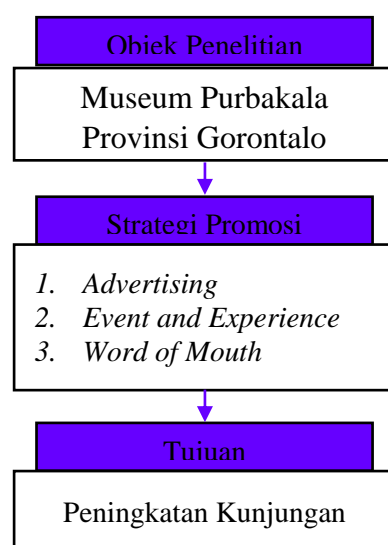 Objek Penelitian
Museum Purbakala
Provinsi Gorontalo
Strategi Promosi
1. Advertising
2. Event and Experience
3. Word of Mouth
Tujuan
Peningkatan Kunjungan